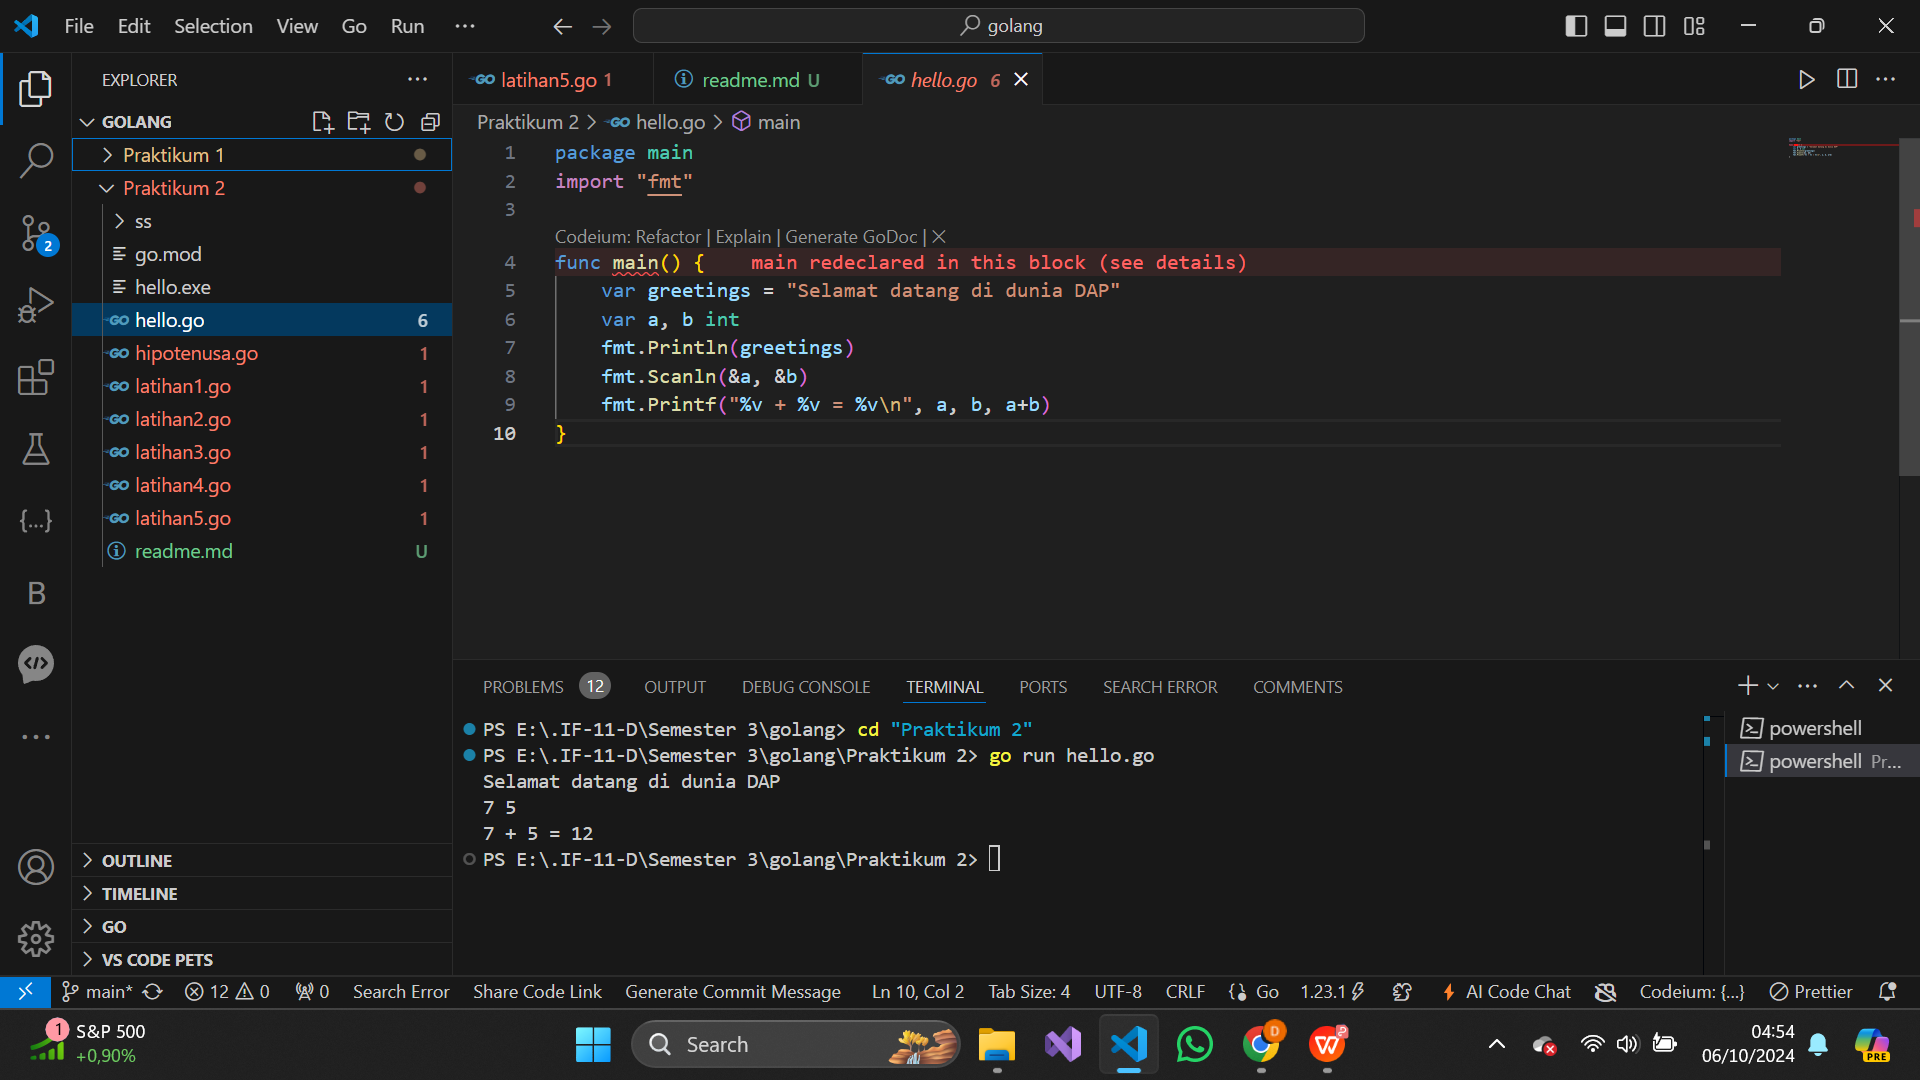 File Edit Selection View Go Run ···
golang
EXPLORER
GOLANG
Praktikum 1
Praktikum 2
ss
go.mod
hello.exe
hello.go 6
hipotenusa.go 1
latihan1.go 1
latihan2.go 1
latihan3.go 1
latihan4.go 1
latihan5.go 1
readme.md U
OUTLINE
TIMELINE
GO
VS CODE PETS
2
B
latihan5.go 1
readme.md U
hello.go 6
Praktikum 2 > hello.go > main
1 package main
2 import "fmt"
3
Codeium: Refactor | Explain | Generate GoDoc | X
4 func main() { main redeclared in this block (see details)
5 var greetings = "Selamat datang di dunia DAP"
6 var a, b int
7 fmt.Println(greetings)
8 fmt.Scanln(&a, &b)
9 fmt.Printf("%v + %v = %v\n", a, b, a+b)
10 }
PROBLEMS 12 OUTPUT DEBUG CONSOLE TERMINAL PORTS SEARCH ERROR COMMENTS
PS E:\.IF-11-D\Semester 3\golang> cd "Praktikum 2"
PS E:\.IF-11-D\Semester 3\golang\Praktikum 2> go run hello.go
Selamat datang di dunia DAP
7 5
7 + 5 = 12
PS E:\.IF-11-D\Semester 3\golang\Praktikum 2>
powershell
powershell Pr...
main* 12 0 0 Search Error Share Code Link Generate Commit Message Ln 10, Col 2 Tab Size: 4 UTF-8 CRLF Go 1.23.1 AI Code Chat Codeium: {...} Prettier
1
S&P 500
+0,90%
Search
D
04:54
06/10/2024
PRE